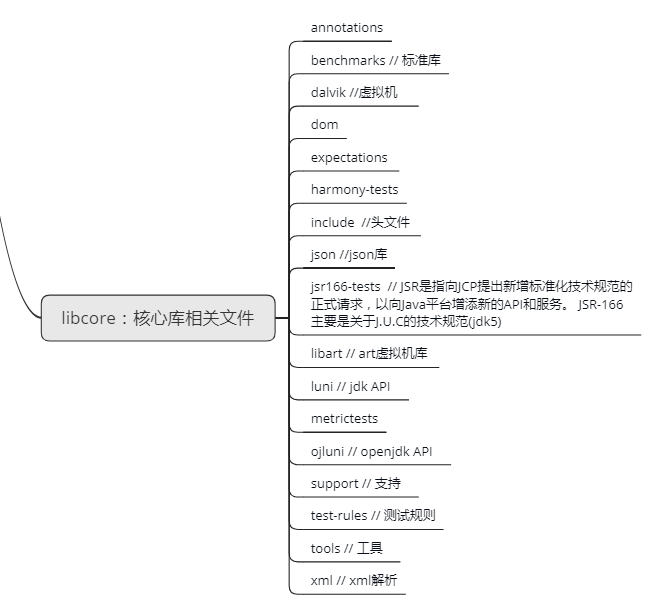 annotations
benchmarks // 标准库
dalvik //虚拟机
dom
expectations
harmony-tests
include  //头文件
json //json库
jsr166-tests  // JSR是指向JCP提出新增标准化技术规范的
正式请求，以向Java平台增添新的API和服务。 JSR-166
主要是关于J.U.C的技术规范(jdk5)
libcore：核心库相关文件
libart // art虚拟机库
luni // jdk API
metrictests
ojluni // openjdk API
support // 支持
test-rules // 测试规则
tools // 工具
xml // xml解析